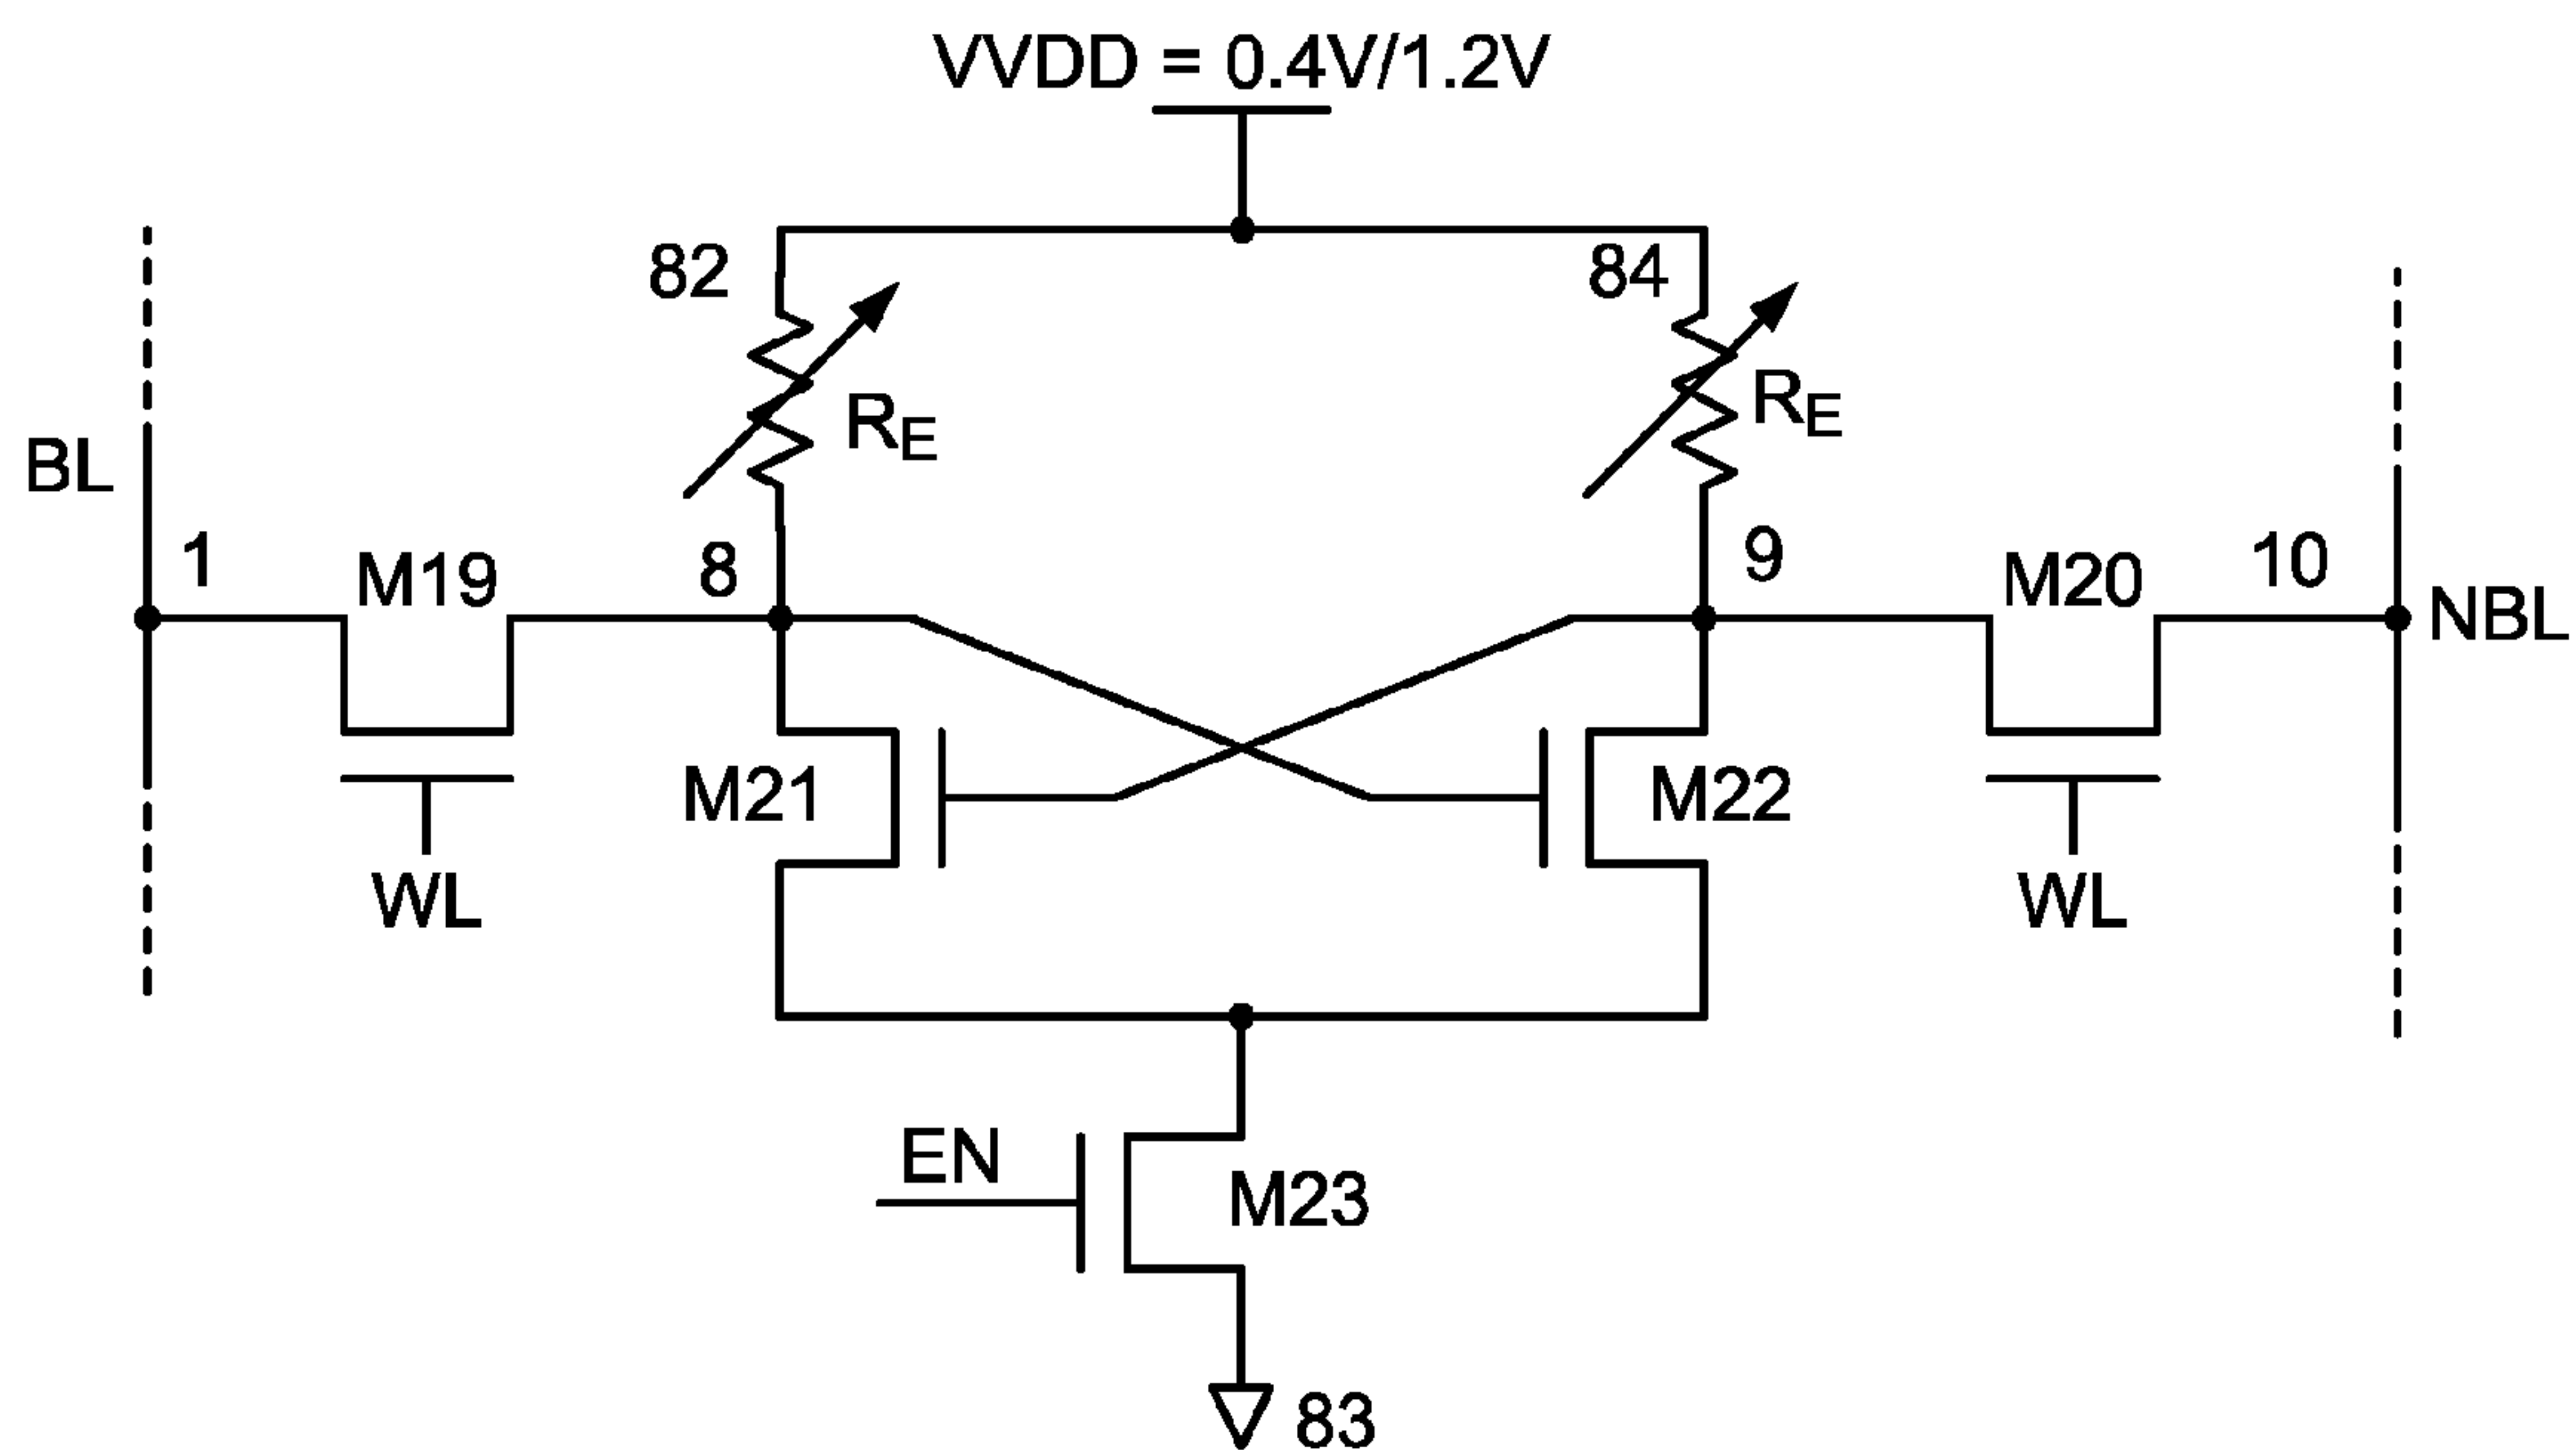 VVDD = 0.4V/1.2V
82
84
RE
RE
BL
NBL
1
M19
8
9
M20
10
M21
M22
WL
WL
EN
M23
83